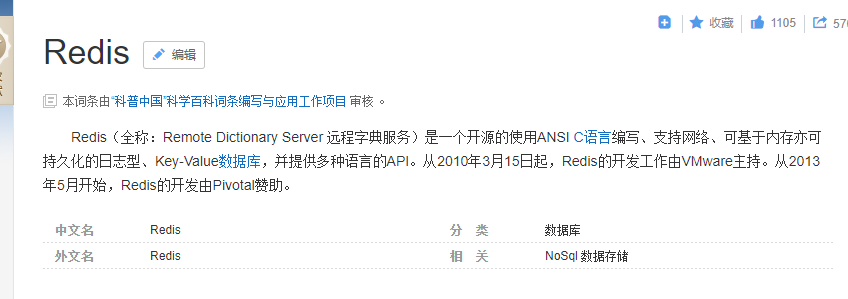 收藏 1105 57
Redis 编辑
本词条由“科普中国”科学百科词条编写与应用工作项目 审核 。
Redis（全称：Remote Dictionary Server 远程字典服务）是一个开源的使用ANSI C语言编写、支持网络、可基于内存亦可
持久化的日志型、Key-Value数据库，并提供多种语言的API。从2010年3月15日起，Redis的开发工作由VMware主持。从2013
年5月开始，Redis的开发由Pivotal赞助。
中文名 Redis 分 类 数据库
外文名 Redis 相 关 NoSql 数据存储